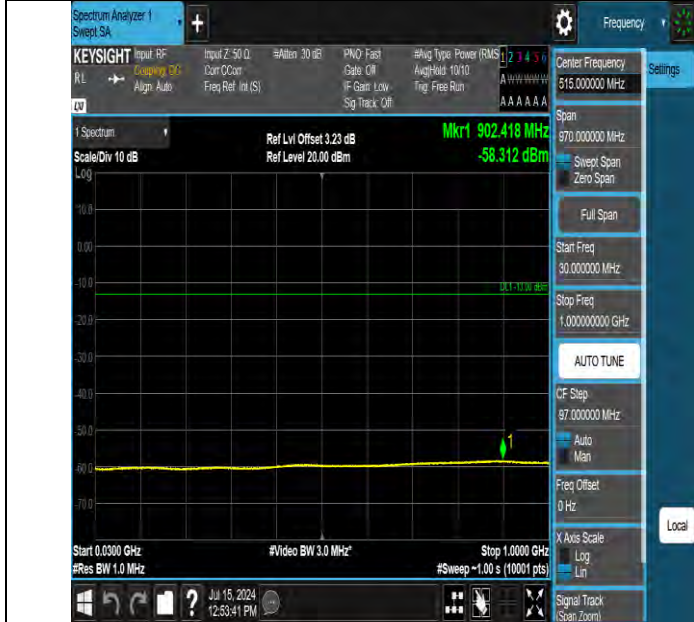 Spectrum Analyzer 1
Swept SA
+
Frequency
KEYSIGHT Input: RF Input Z: 50 Ω #Atten: 30 dB PNO: Fast #Avg Type: Power (RMS 1 2 3 4 5 6
RL Coupling: DC Corr CCorr Gate: Off Avg|Hold: 10/10 A W W W W W
Align: Auto Freq Ref: Int (S) IF Gain: Low Trig: Free Run
LXI Sig Track: Off A A A A A A
1 Spectrum
Ref Lvl Offset 3.23 dB
Mkr1 902.418 MHz
Scale/Div 10 dB
Ref Level 20.00 dBm
-58.312 dBm
Log
10.0
0.00
-10.0
DL1 -13.00 dBm
-20.0
-30.0
-40.0
-50.0
1
-60.0
-70.0
Start 0.0300 GHz #Video BW 3.0 MHz* Stop 1.0000 GHz
#Res BW 1.0 MHz #Sweep ~1.00 s (10001 pts)
? Jul 15, 2024
12:53:41 PM
Center Frequency
515.000000 MHz
Settings
Span
970.000000 MHz
Swept Span
Zero Span
Full Span
Start Freq
30.000000 MHz
Stop Freq
1.000000000 GHz
AUTO TUNE
CF Step
97.000000 MHz
Auto
Man
Freq Offset
0 Hz
Local
X Axis Scale
Log
Lin
Signal Track
(Span Zoom)